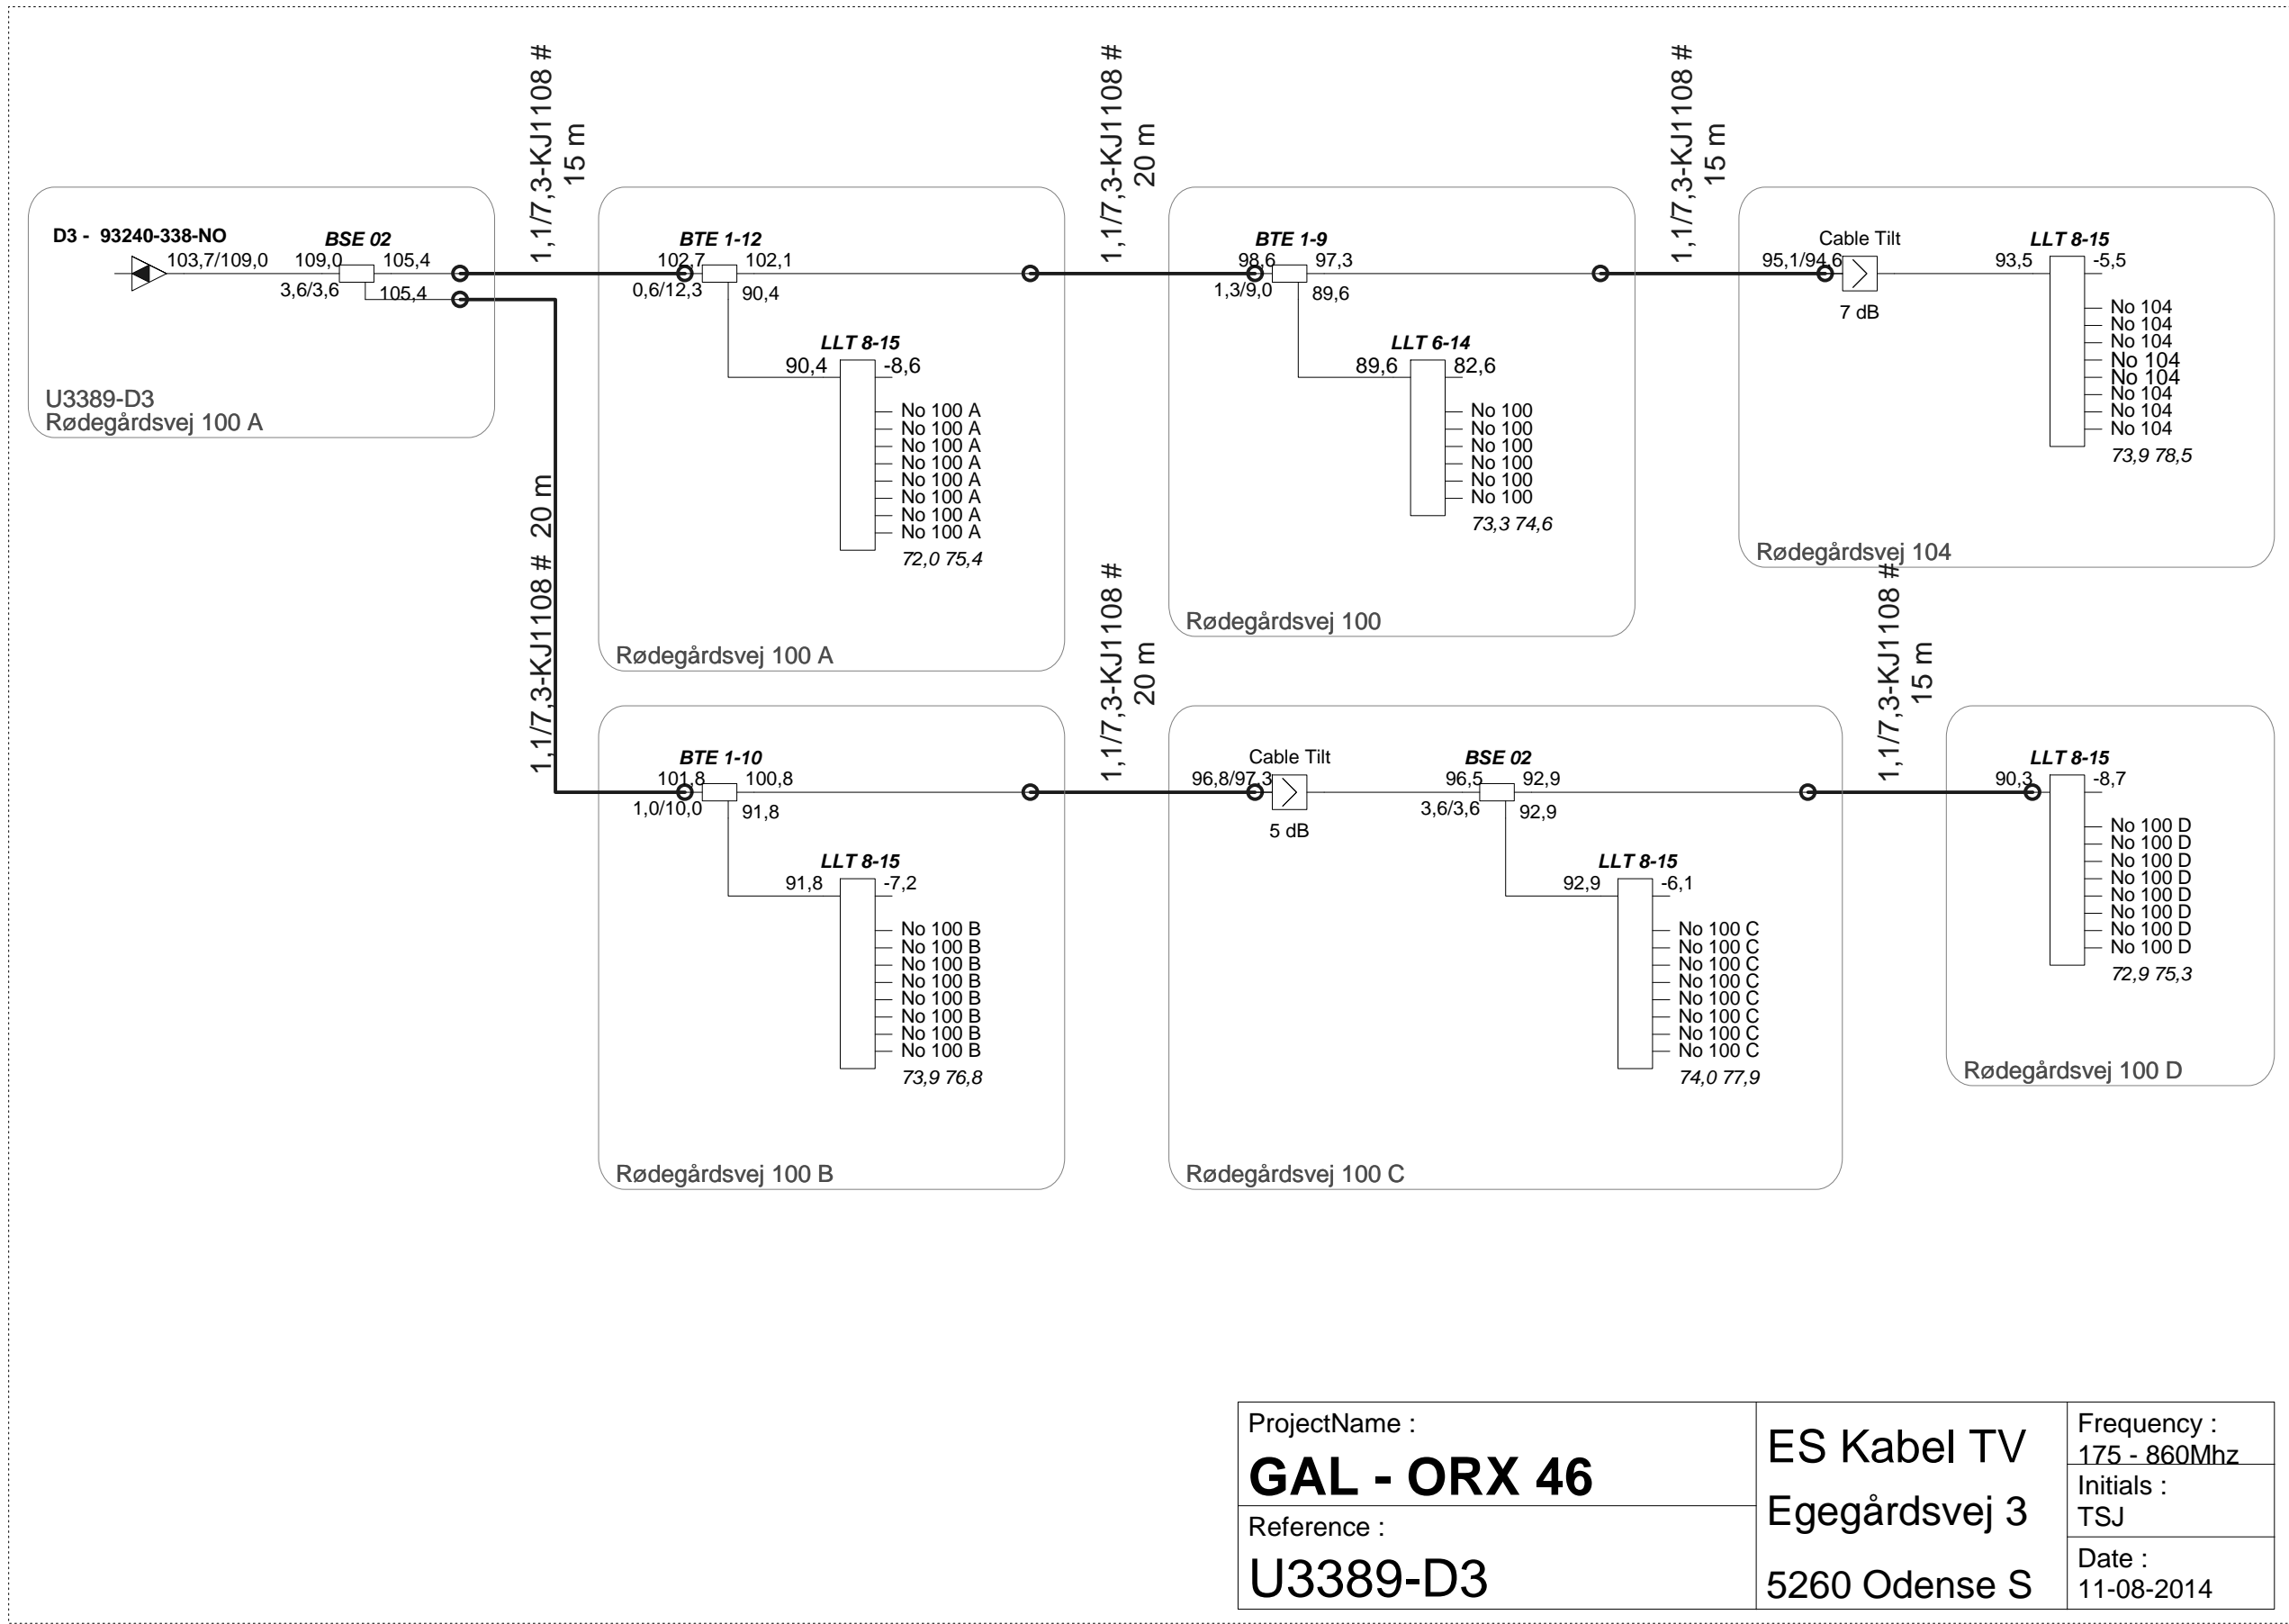 1,1/7,3-KJ1108 #
15 m
1,1/7,3-KJ1108 #
20 m
1,1/7,3-KJ1108 #
15 m
D3 - 93240-338-NO
103,7/109,0
BSE 02
109,0 105,4
3,6/3,6 105,4
U3389-D3
Rødegårdsvej 100 A
BTE 1-12
102,7 102,1
0,6/12,3 90,4
LLT 8-15
90,4 -8,6
No 100 A
No 100 A
No 100 A
No 100 A
No 100 A
No 100 A
No 100 A
No 100 A
72,0 75,4
Rødegårdsvej 100 A
BTE 1-9
98,6 97,3
1,3/9,0 89,6
LLT 6-14
89,6 82,6
No 100
No 100
No 100
No 100
No 100
No 100
73,3 74,6
Rødegårdsvej 100
Cable Tilt
95,1/94,6
7 dB
LLT 8-15
93,5 -5,5
No 104
No 104
No 104
No 104
No 104
No 104
No 104
No 104
73,9 78,5
Rødegårdsvej 104
1,1/7,3-KJ1108 # 20 m
1,1/7,3-KJ1108 #
20 m
1,1/7,3-KJ1108 #
15 m
BTE 1-10
101,8 100,8
1,0/10,0 91,8
LLT 8-15
91,8 -7,2
No 100 B
No 100 B
No 100 B
No 100 B
No 100 B
No 100 B
No 100 B
No 100 B
73,9 76,8
Rødegårdsvej 100 B
Cable Tilt
96,8/97,3
5 dB
BSE 02
96,5 92,9
3,6/3,6 92,9
LLT 8-15
92,9 -6,1
No 100 C
No 100 C
No 100 C
No 100 C
No 100 C
No 100 C
No 100 C
No 100 C
74,0 77,9
Rødegårdsvej 100 C
LLT 8-15
90,3 -8,7
No 100 D
No 100 D
No 100 D
No 100 D
No 100 D
No 100 D
No 100 D
No 100 D
72,9 75,3
Rødegårdsvej 100 D
ProjectName :
GAL - ORX 46
Reference :
U3389-D3
ES Kabel TV
Egegårdsvej 3
5260 Odense S
Frequency :
175 - 860Mhz
Initials :
TSJ
Date :
11-08-2014